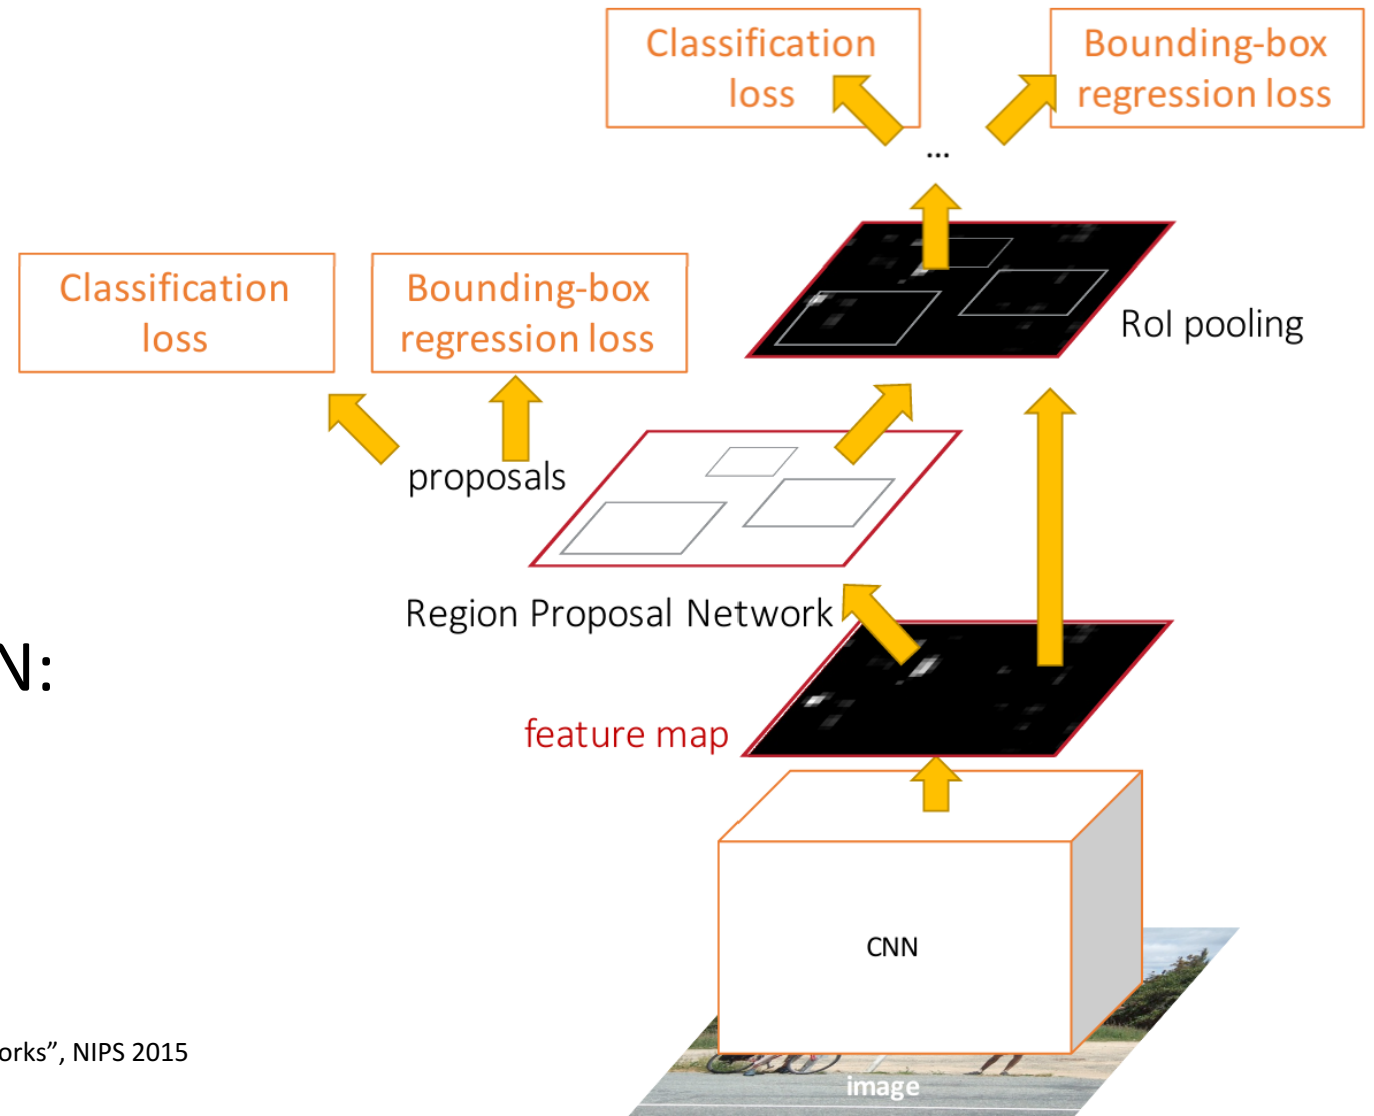 Classification
loss
Bounding-box
regression loss
...
Classification
loss
Bounding-box
regression loss
RoI pooling
proposals
Region Proposal Network
N:
feature map
CNN
orks”, NIPS 2015
image